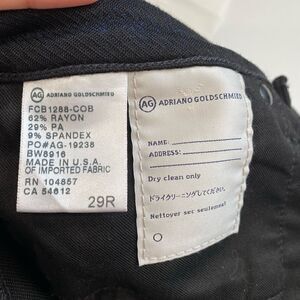 AG ADRIANO GOLDSCHMIED
FCB1288-COB
62% RAYON
29% PA
9% SPANDEX
PO#AG-19238
BW8916
MADE IN U.S.A.
OF IMPORTED FABRIC
RN 104857
CA 54612
29R
AG ADRIANO GOLDSCHMIED
NAME:
ADDRESS:
Dry clean only
ドライクリーニングしてください。
Nettoyer sec seulement